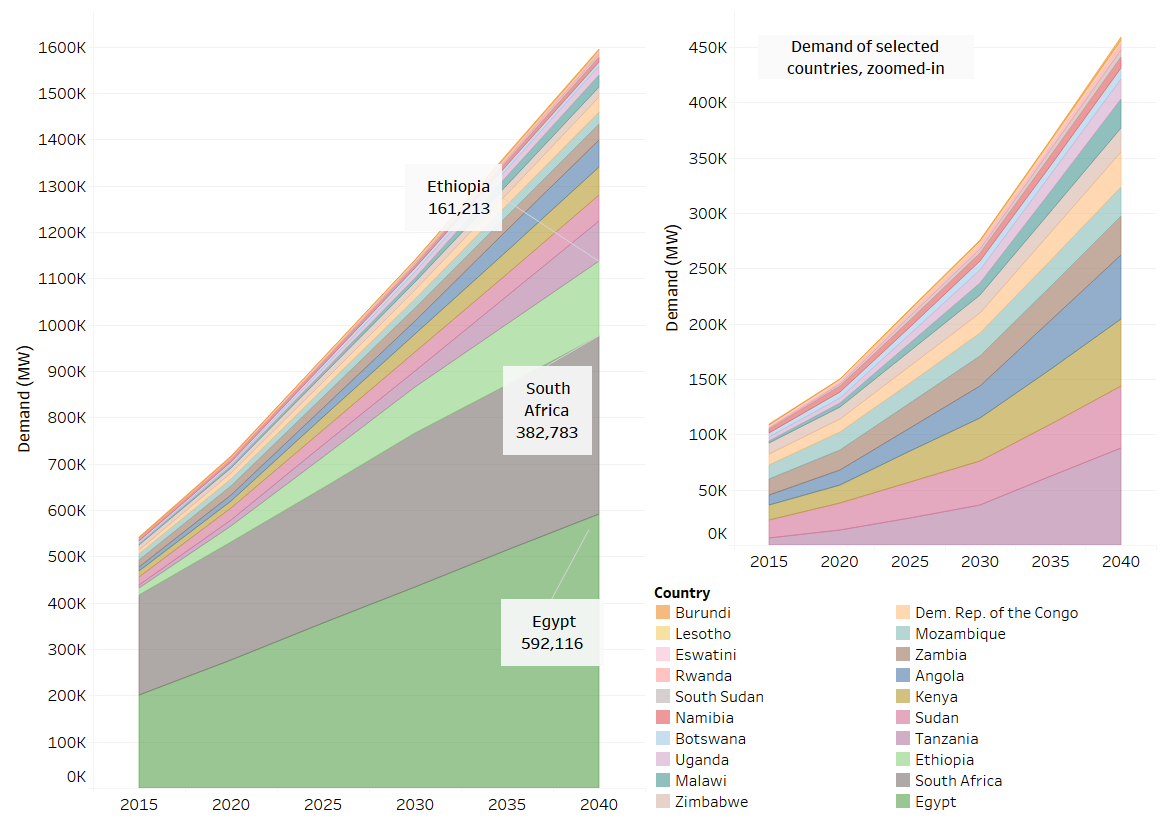 1600K
1500K
1400K
1300K
1200K
1100K
1000K
900K
800K
700K
600K
500K
400K
300K
200K
100K
0K
Demand (MW)
2015 2020 2025 2030 2035 2040
Ethiopia
161,213
South
Africa
382,783
Egypt
592,116
Demand of selected
countries, zoomed-in
450K
400K
350K
300K
250K
200K
150K
100K
50K
0K
Demand (MW)
2015 2020 2025 2030 2035 2040
Country
Burundi
Lesotho
Eswatini
Rwanda
South Sudan
Namibia
Botswana
Uganda
Malawi
Zimbabwe
Dem. Rep. of the Congo
Mozambique
Zambia
Angola
Kenya
Sudan
Tanzania
Ethiopia
South Africa
Egypt